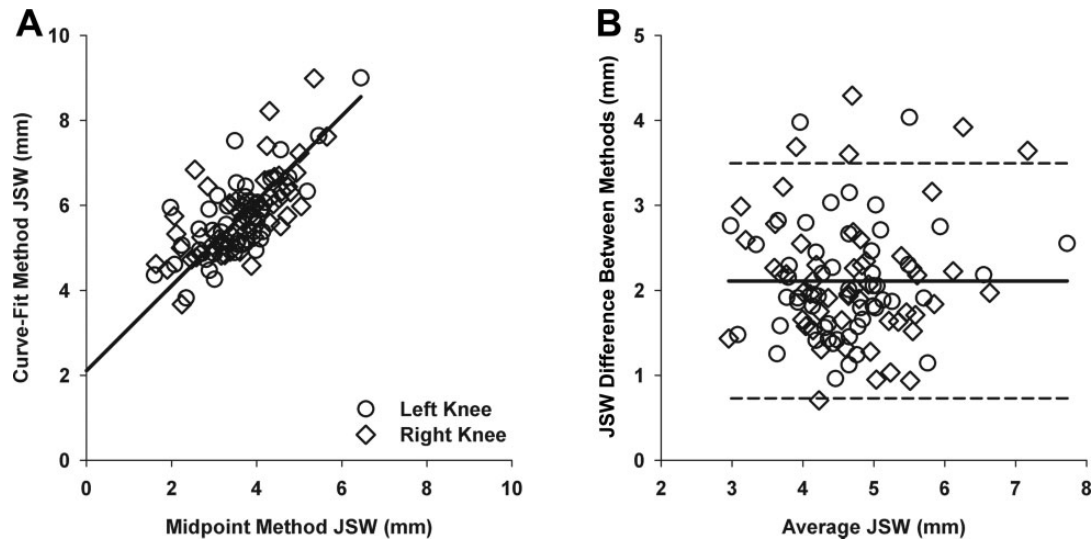 A
Curve-Fit Method JSW (mm)
10
8
6
4
2
0
0 2 4 6 8 10
Midpoint Method JSW (mm)
Left Knee
Right Knee
B
JSW Difference Between Methods (mm)
5
4
3
2
1
0
2 3 4 5 6 7 8
Average JSW (mm)